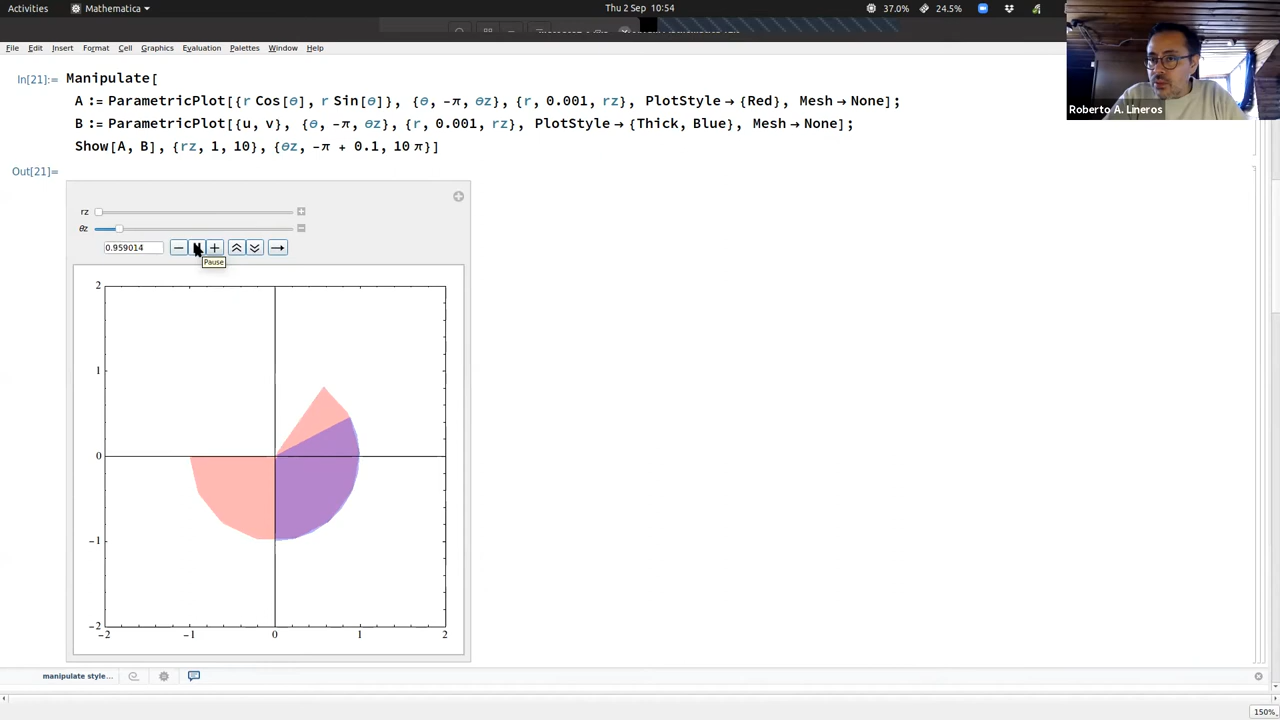 Activities Mathematica Thu 2 Sep 10:54 37.0% 24.5%
File Edit Insert Format Cell Graphics Evaluation Palettes Window Help
Roberto A. Lineros
In[21]:= Manipulate[
A := ParametricPlot[{r Cos[θ], r Sin[θ]}, {θ, -π, θz}, {r, 0.001, rz}, PlotStyle → {Red}, Mesh → None];
B := ParametricPlot[{u, v}, {θ, -π, θz}, {r, 0.001, rz}, PlotStyle → {Thick, Blue}, Mesh → None];
Show[A, B], {rz, 1, 10}, {θz, -π + 0.1, 10 π}]
Out[21]=
rz
θz
0.959014
Pause
2
1
0
-1
-2
-2 -1 0 1 2
manipulate style...
150%